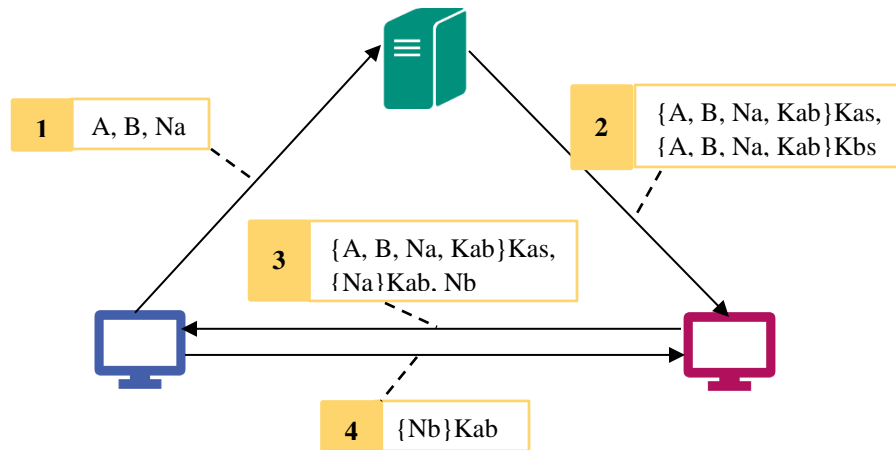 1
A, B, Na
2
{A, B, Na, Kab}Kas,
{A, B, Na, Kab}Kbs
3
{A, B, Na, Kab}Kas,
{Na}Kab, Nb
4
{Nb}Kab